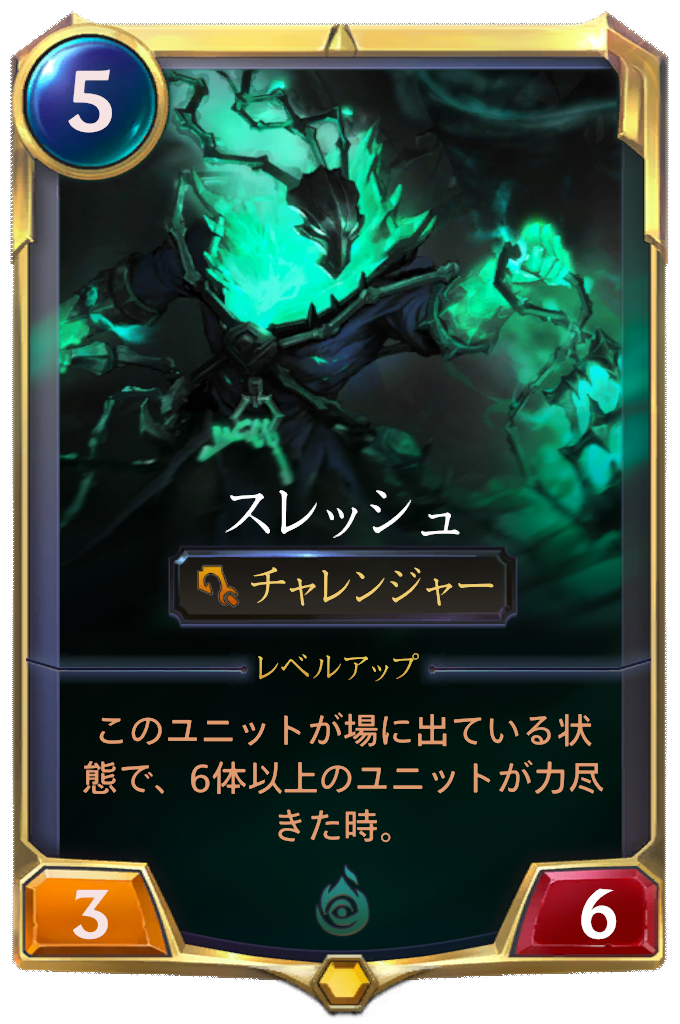 5
スレッシュ
チャレンジャー
レベルアップ
このユニットが場に出ている状
態で、6体以上のユニットが力尽
きた時。
3
6